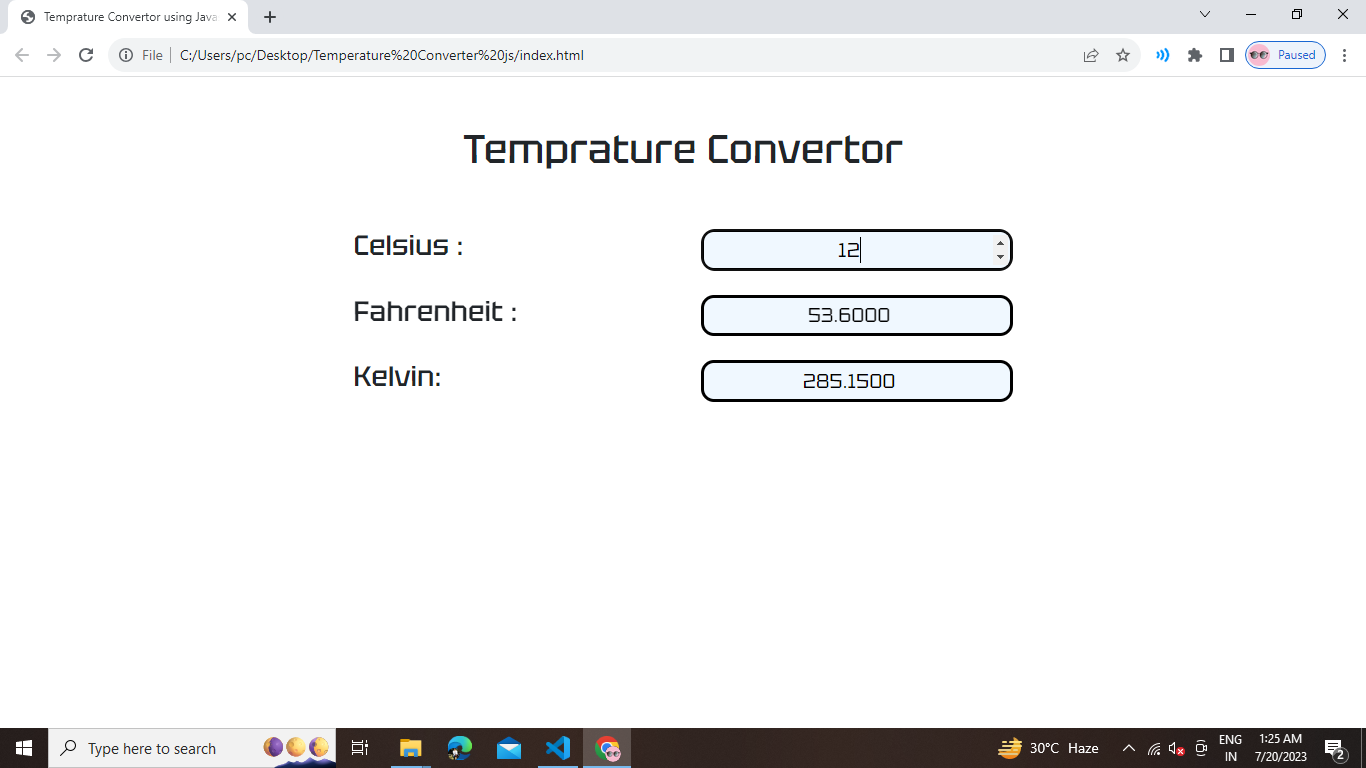 Temprature Convertor using Java
File
C:/Users/pc/Desktop/Temperature%20Converter%20js/index.html
Paused
Temprature Convertor
Celsius :
12
Fahrenheit :
53.6000
Kelvin:
285.1500
Type here to search
30°C Haze
ENG
IN
1:25 AM
7/20/2023
2